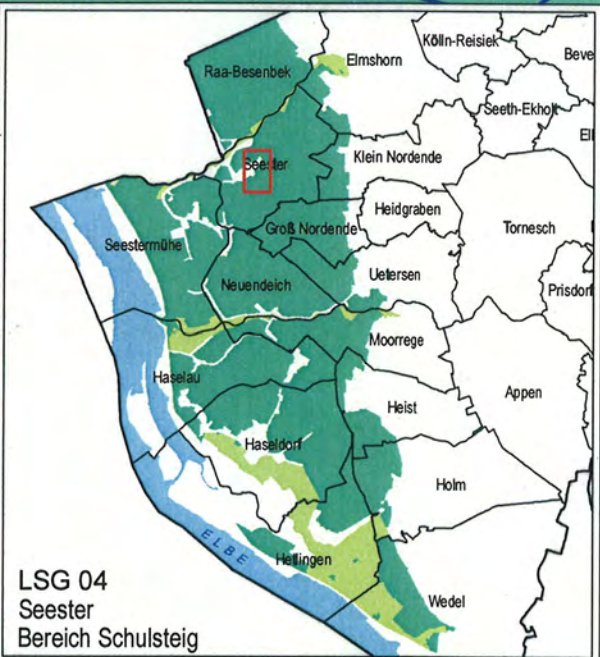 Kölln-Reisiek
Elmshorn
Beve
Raa-Besenbek
Seeth-Ekholt
Ell
Klein Nordende
Seester
Heidgraben
Groß Nordende
Tornesch
Seestermühe
Uetersen
Neuendeich
Prisdorf
Moorrege
Haselau
Appen
Heist
Haseldorf
Holm
ELBE
Hetlingen
Wedel
LSG 04
Seester
Bereich Schulsteig